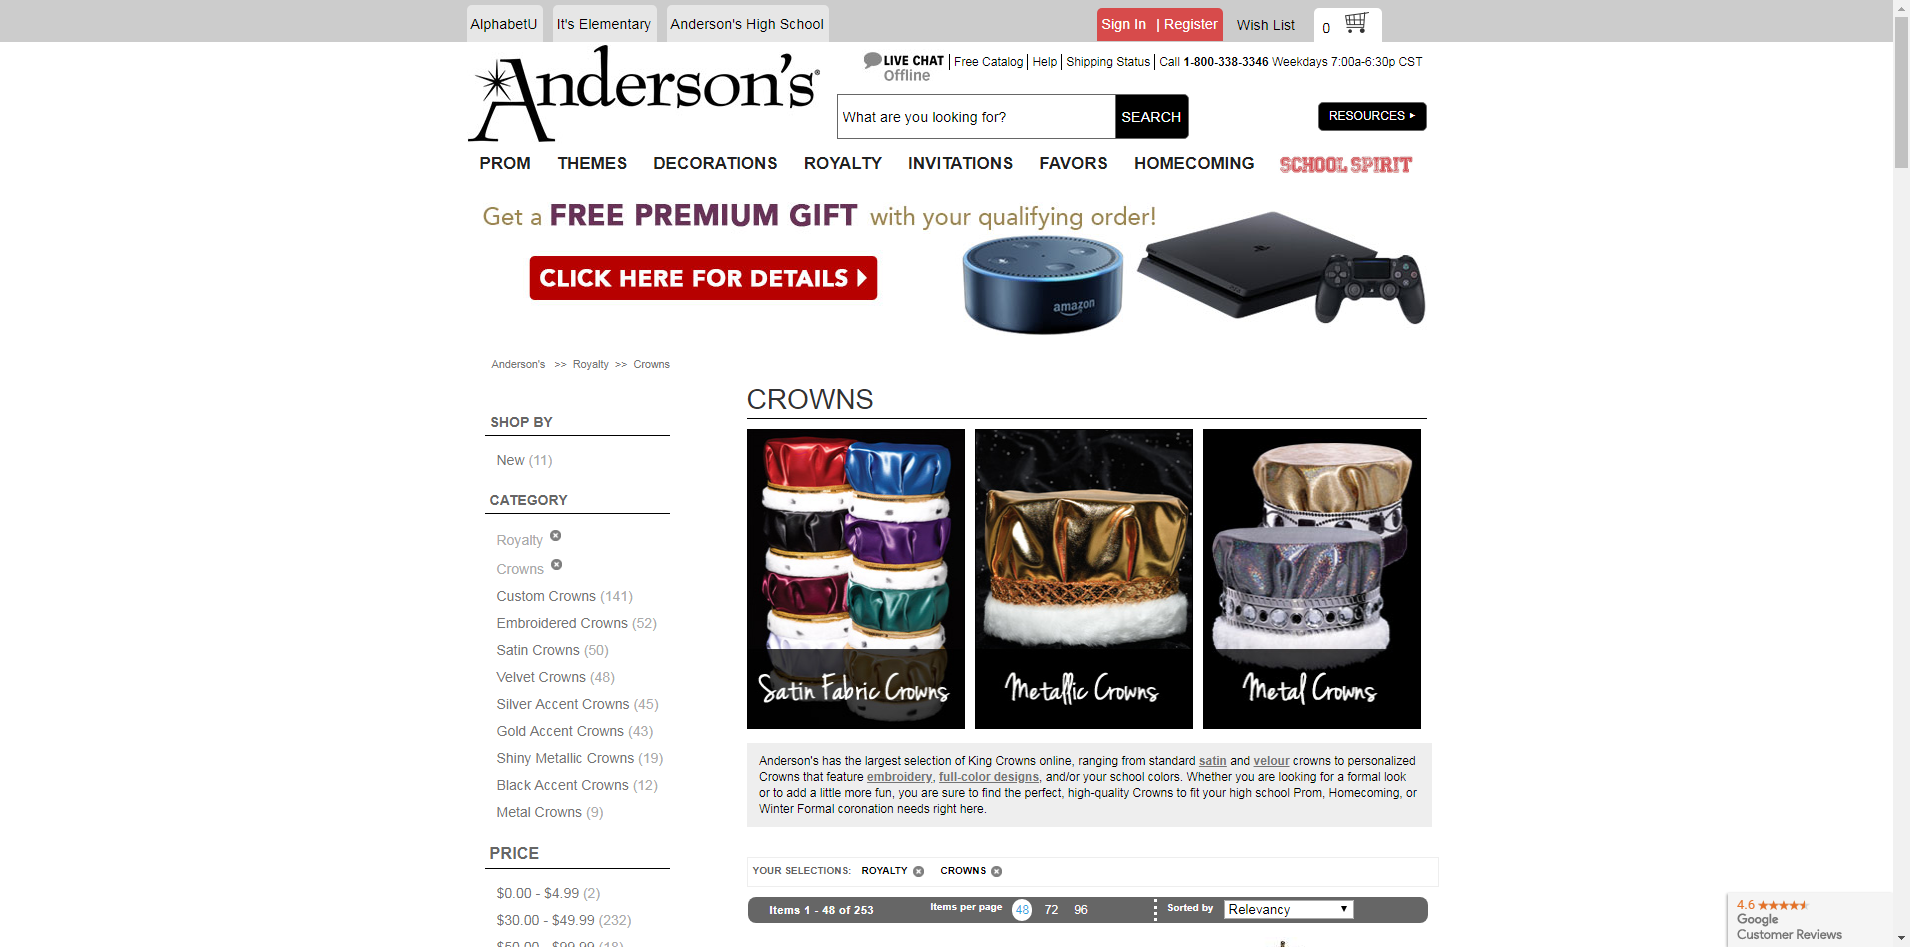 AlphabetU
It's Elementary
Anderson's High School
Sign In | Register
Wish List
0
Anderson's
LIVE CHAT
Offline
Free Catalog
Help
Shipping Status
Call 1-800-338-3346 Weekdays 7:00a-6:30p CST
What are you looking for?
SEARCH
RESOURCES
PROM
THEMES
DECORATIONS
ROYALTY
INVITATIONS
FAVORS
HOMECOMING
SCHOOL SPIRIT
Get a FREE PREMIUM GIFT with your qualifying order!
CLICK HERE FOR DETAILS
amazon
Anderson's >> Royalty >> Crowns
SHOP BY
New (11)
CATEGORY
Royalty
Crowns
Custom Crowns (141)
Embroidered Crowns (52)
Satin Crowns (50)
Velvet Crowns (48)
Silver Accent Crowns (45)
Gold Accent Crowns (43)
Shiny Metallic Crowns (19)
Black Accent Crowns (12)
Metal Crowns (9)
PRICE
$0.00 - $4.99 (2)
$30.00 - $49.99 (232)
$50.00 - $99.99 (18)
CROWNS
Satin Fabric Crowns
Metallic Crowns
Metal Crowns
Anderson's has the largest selection of King Crowns online, ranging from standard satin and velour crowns to personalized
Crowns that feature embroidery, full-color designs, and/or your school colors. Whether you are looking for a formal look
or to add a little more fun, you are sure to find the perfect, high-quality Crowns to fit your high school Prom, Homecoming, or
Winter Formal coronation needs right here.
YOUR SELECTIONS: ROYALTY CROWNS
Items 1 - 48 of 253
Items per page 48 72 96
Sorted by Relevancy
4.6
Google
Customer Reviews